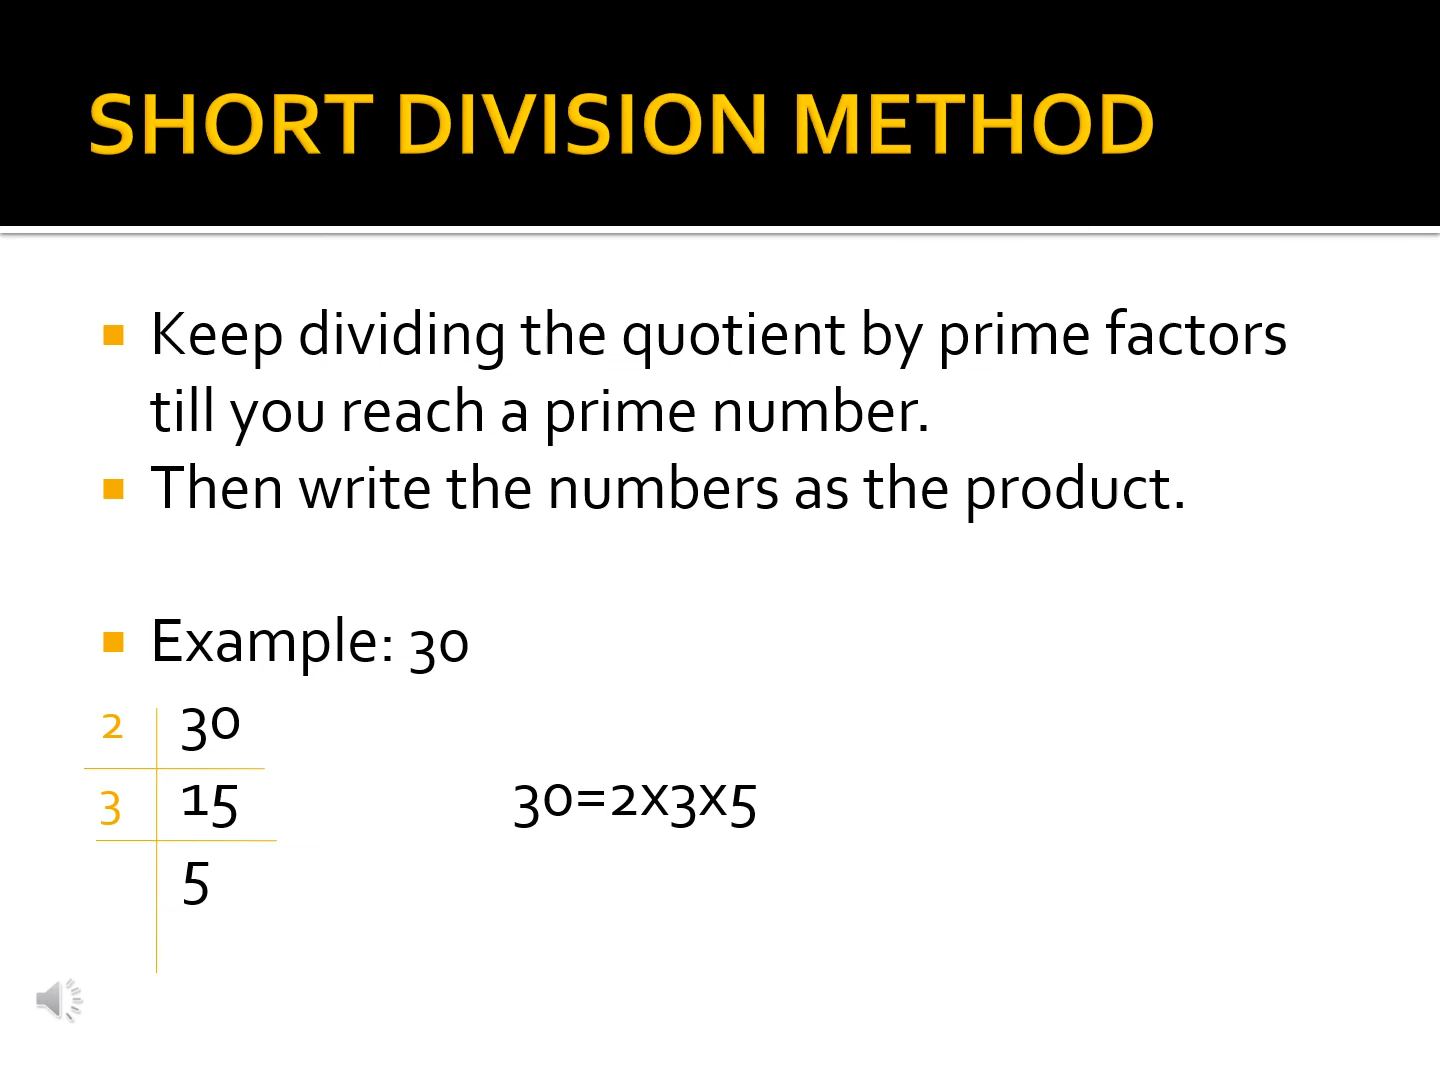 SHORT DIVISION METHOD
Keep dividing the quotient by prime factors
till you reach a prime number.
Then write the numbers as the product.
Example: 30
2 30
3 15 30=2x3x5
5